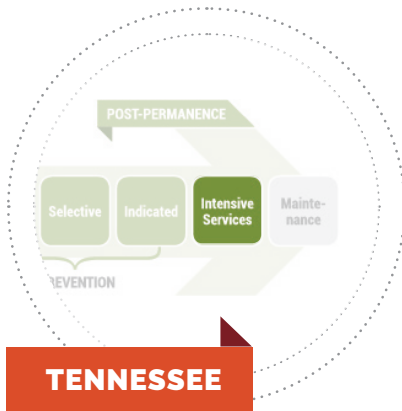 POST-PERMANENCE
Selective
Indicated
Intensive
Services
Mainte-
nance
REVENTION
TENNESSEE